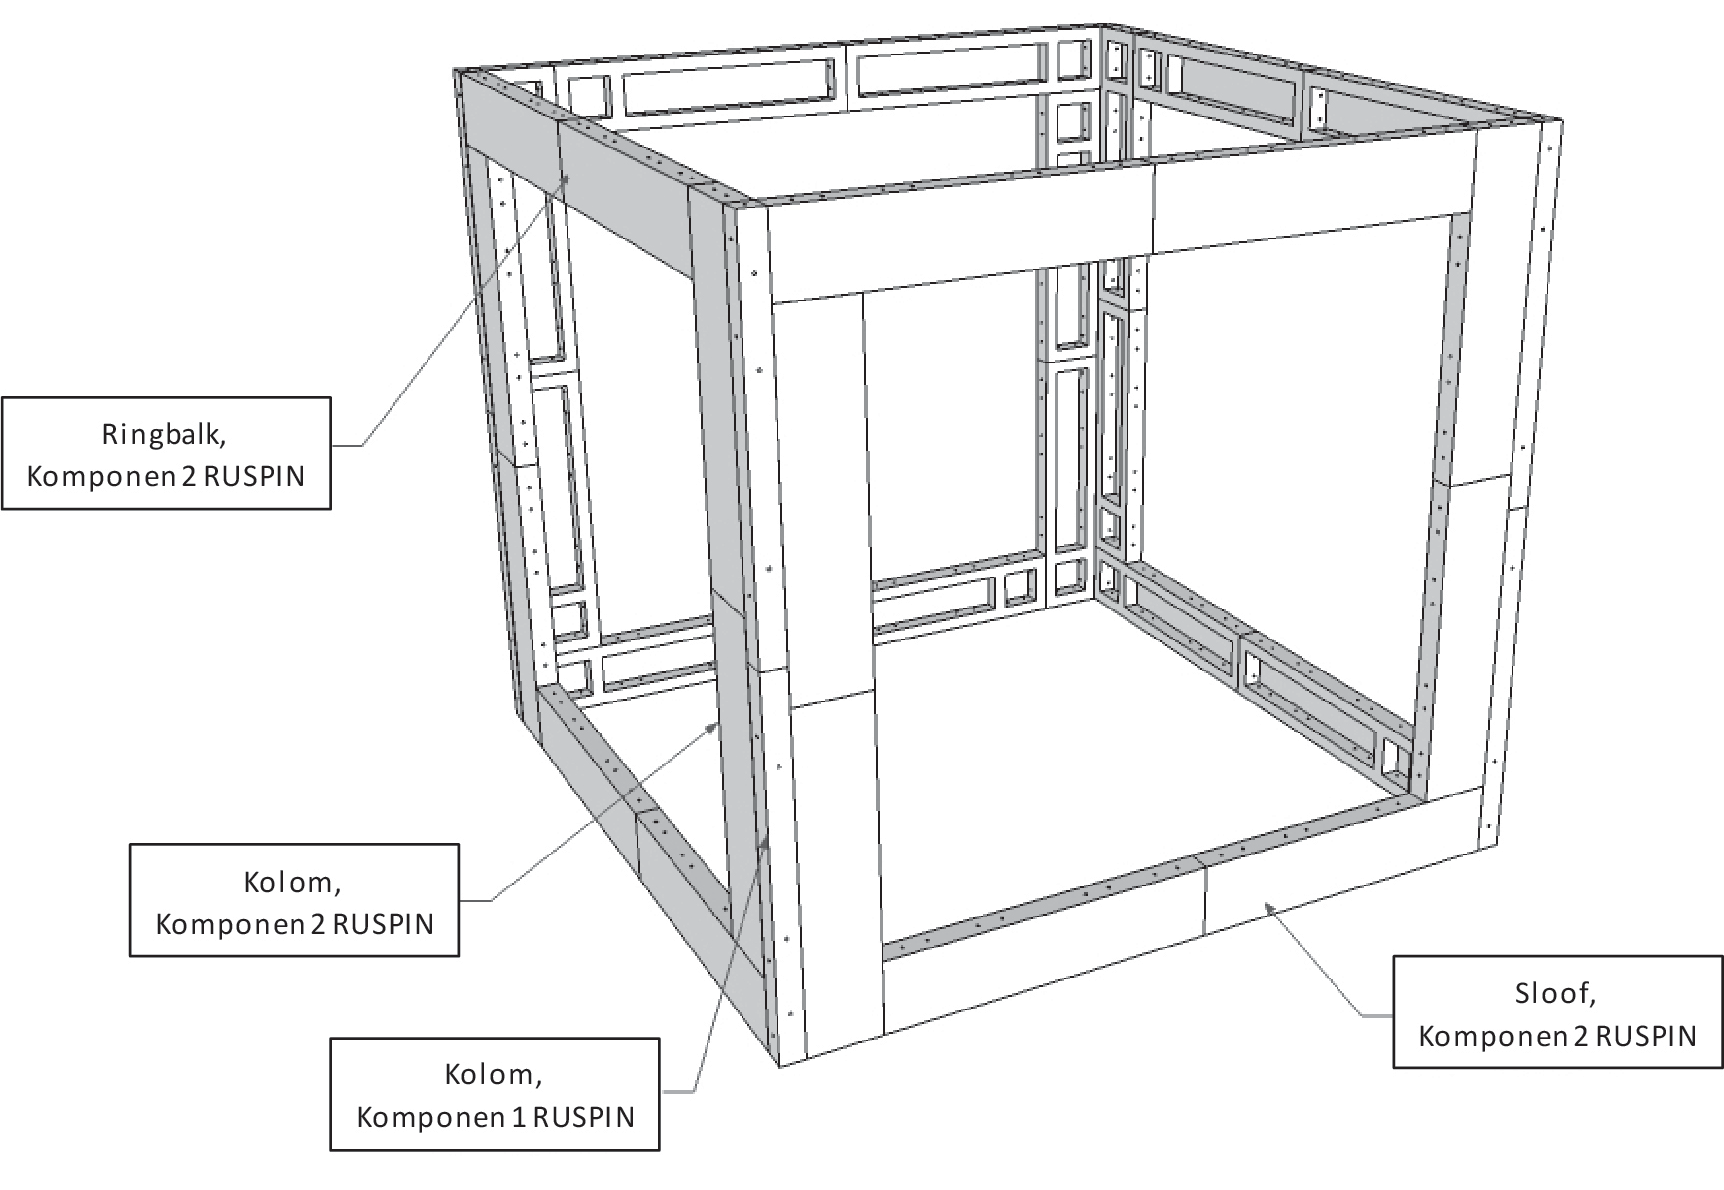 Ringbalk,
Komponen 2 RUSPIN
Kolom,
Komponen 2 RUSPIN
Kolom,
Komponen 1 RUSPIN
Sloof,
Komponen 2 RUSPIN